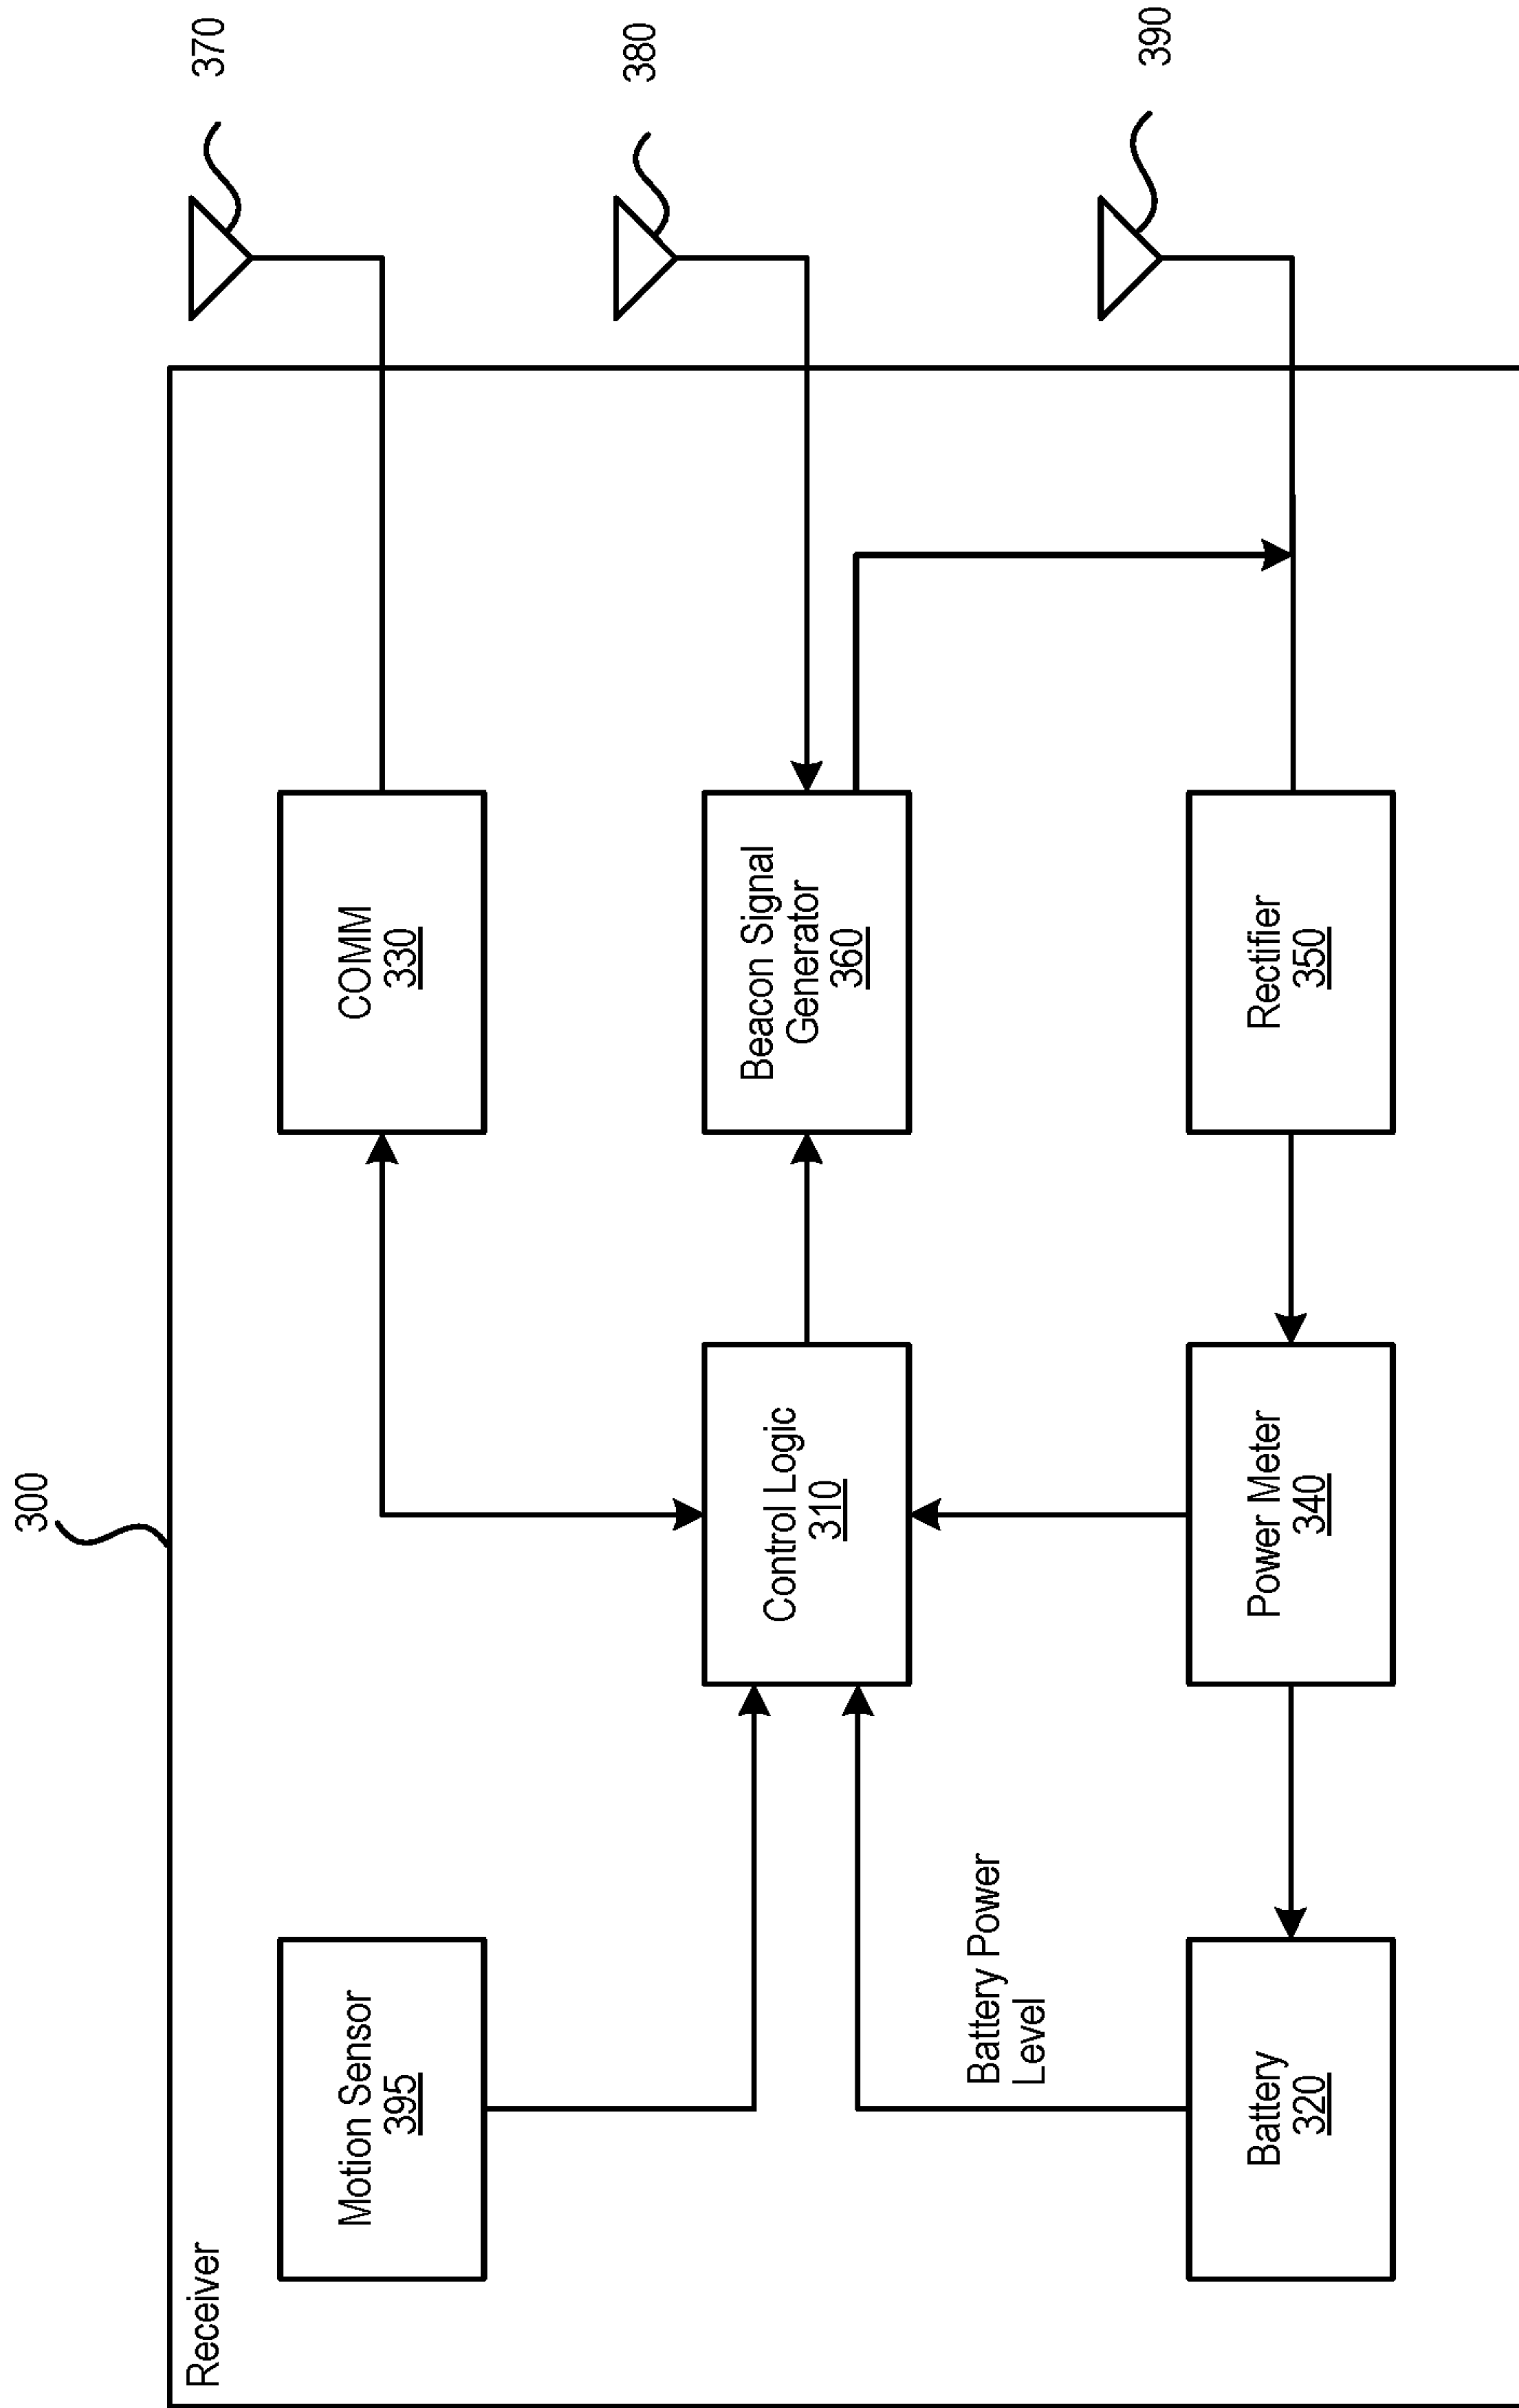 300
Receiver
370
Motion Sensor
395
COMM
330
380
Control Logic
310
Beacon Signal
Generator
360
Battery Power
Level
390
Battery
320
Power Meter
340
Rectifier
350